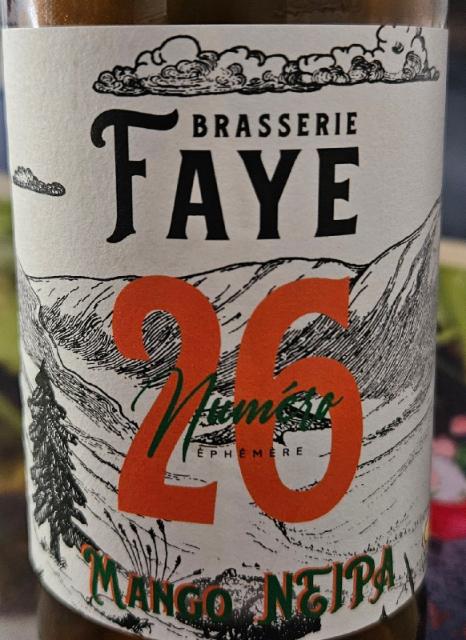 BRASSERIE
FAYE
26
Numéro
ÉPHÉMÈRE
MANGO NEIPA